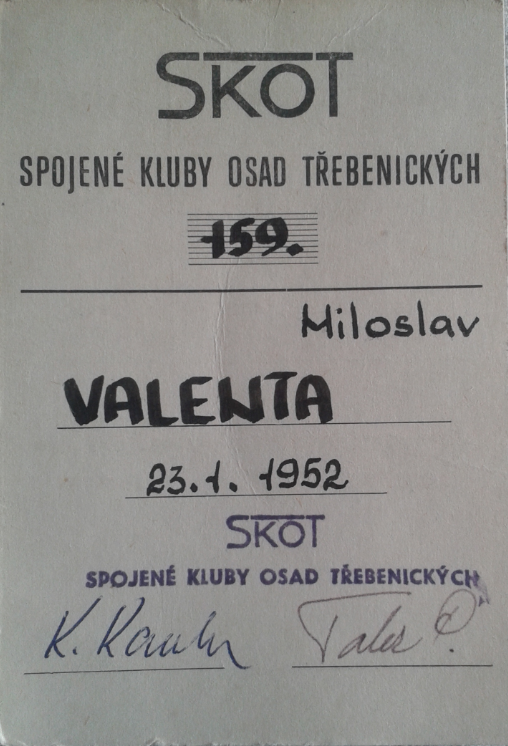 SKOT
SPOJENÉ KLUBY OSAD TŘEBENICKÝCH
159.
Miloslav
VALENTA
23.1. 1952
SKOT
SPOJENÉ KLUBY OSAD TŘEBENICKÝCH
K.